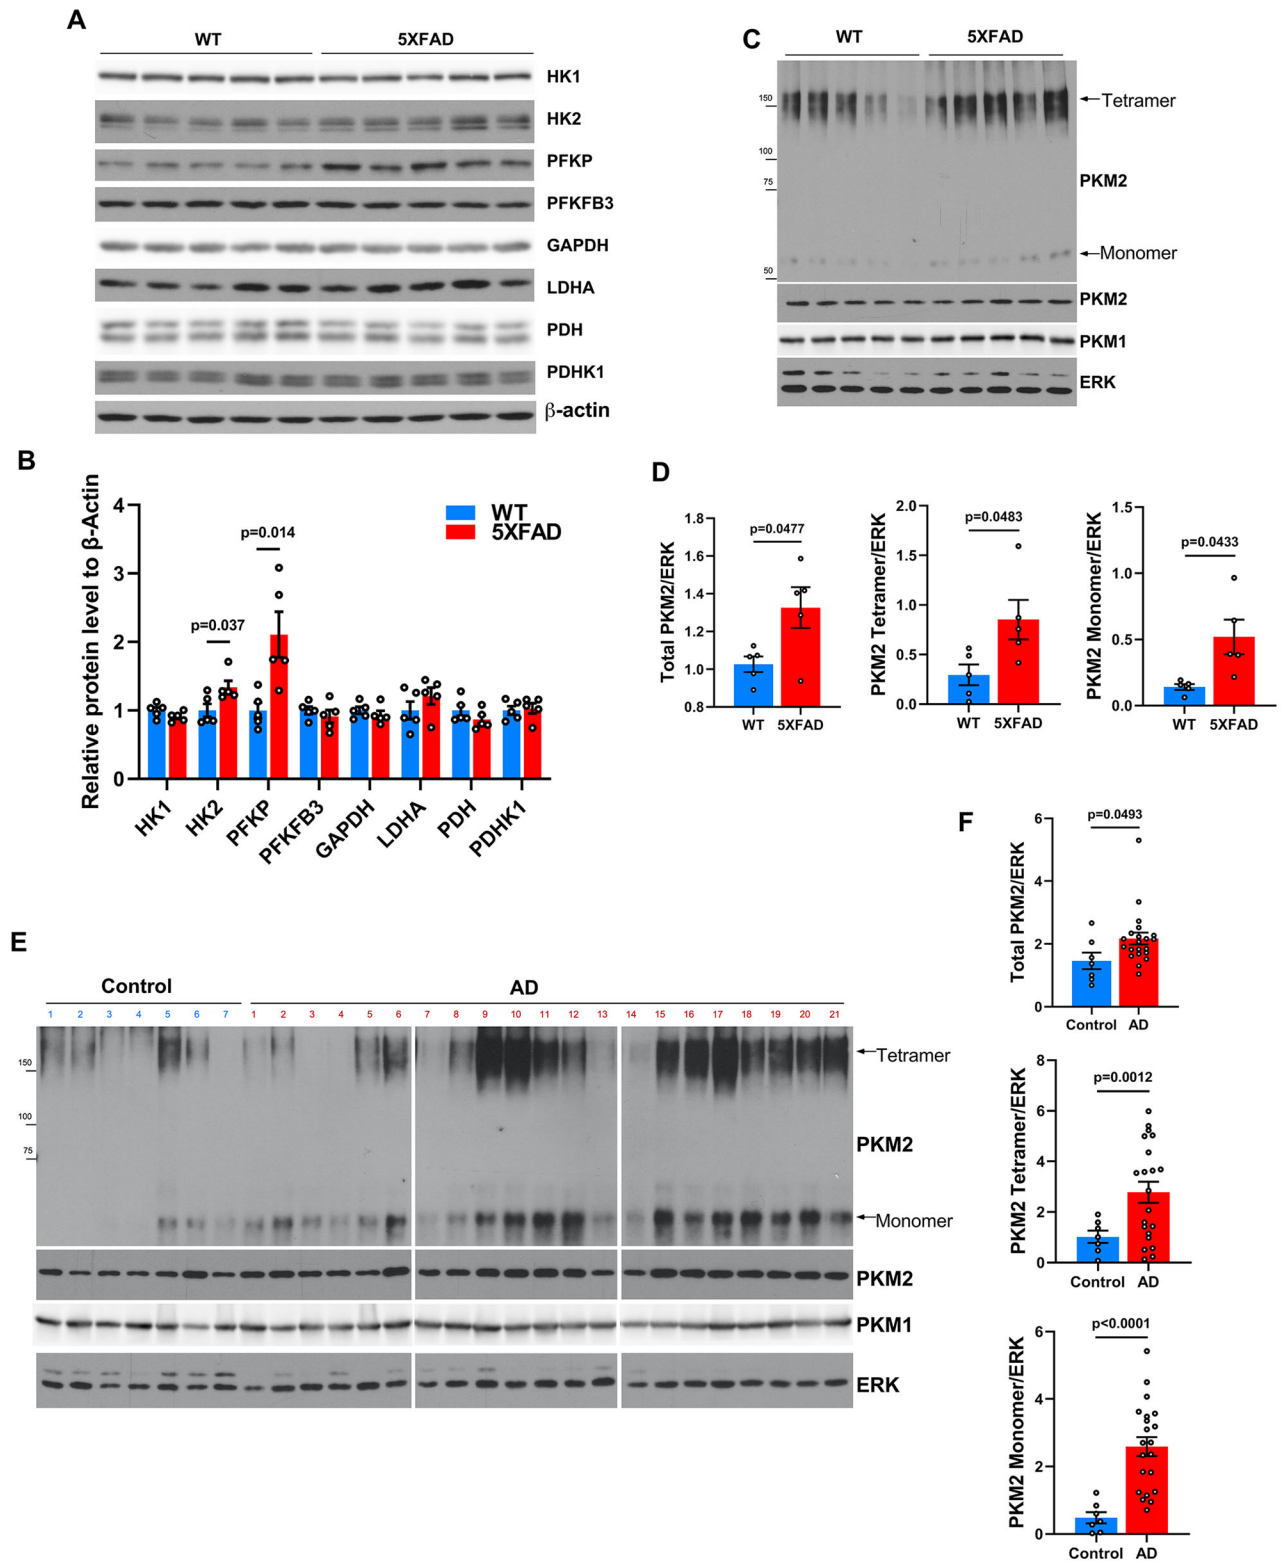 A
WT 5XFAD
HK1
HK2
PFKP
PFKFB3
GAPDH
LDHA
PDH
PDHK1
β-actin
B
Relative protein level to β-Actin
4
3
2
1
0
p=0.037
p=0.014
WT
5XFAD
HK1 HK2 PFKP PFKFB3 GAPDH LDHA PDH PDHK1
C
WT 5XFAD
150
100
75
50
Tetramer
PKM2
Monomer
PKM2
PKM1
ERK
D
Total PKM2/ERK
1.8
1.6
1.4
1.2
1.0
0.8
p=0.0477
WT 5XFAD
PKM2 Tetramer/ERK
2.0
1.5
1.0
0.5
0.0
p=0.0483
WT 5XFAD
PKM2 Monomer/ERK
1.5
1.0
0.5
0.0
p=0.0433
WT 5XFAD
E
Control AD
1 2 3 4 5 6 7 1 2 3 4 5 6 7 8 9 10 11 12 13 14 15 16 17 18 19 20 21
150
100
75
Tetramer
PKM2
Monomer
PKM2
PKM1
ERK
F
Total PKM2/ERK
6
4
2
0
p=0.0493
Control AD
PKM2 Tetramer/ERK
8
6
4
2
0
p=0.0012
Control AD
PKM2 Monomer/ERK
6
4
2
0
p<0.0001
Control AD